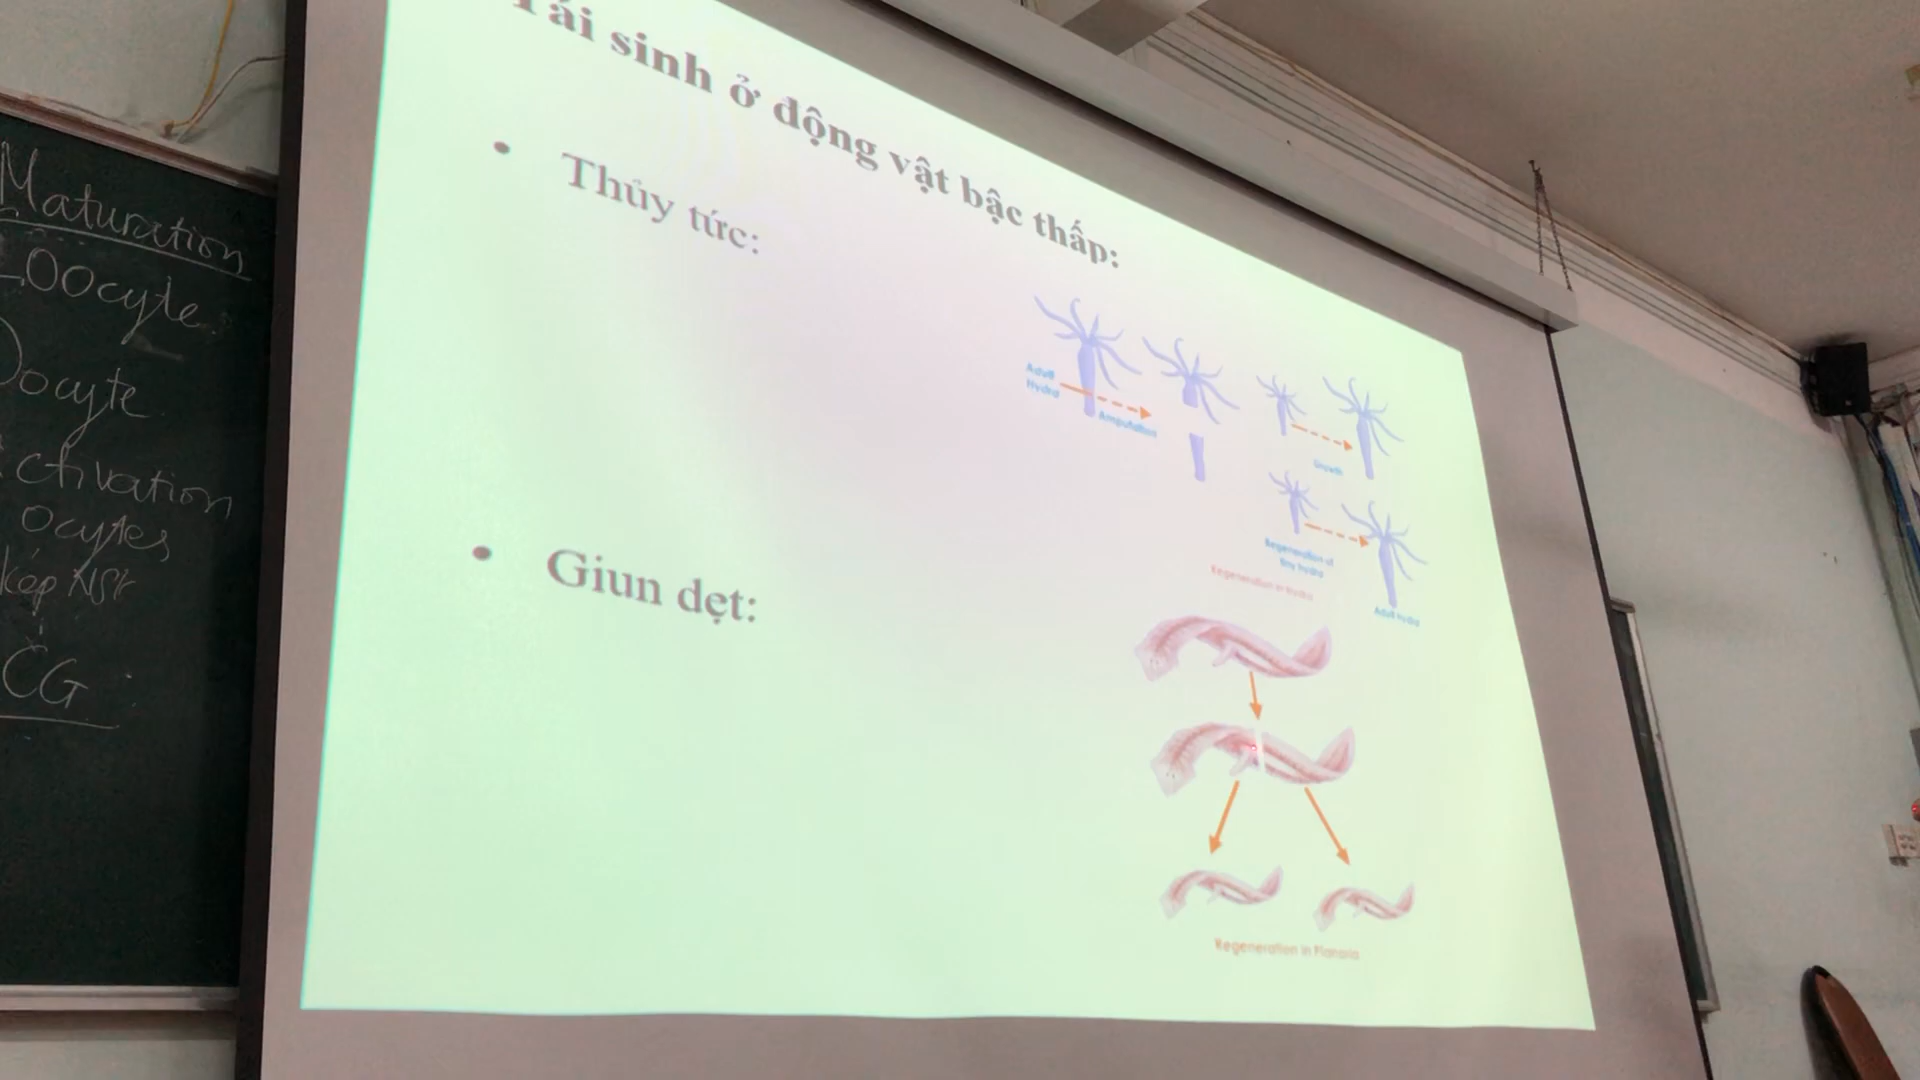 Maturation
Oocyte
Oocyte
ctivation
ocytes
kép NST
CG
Tái sinh ở động vật bậc thấp:
• Thủy tức:
Adult
Hydra
Amputation
Growth
Regeneration of
tiny hydra
Adult Hydra
Regeneration in Hydra
• Giun dẹt:
Regeneration in Planaria